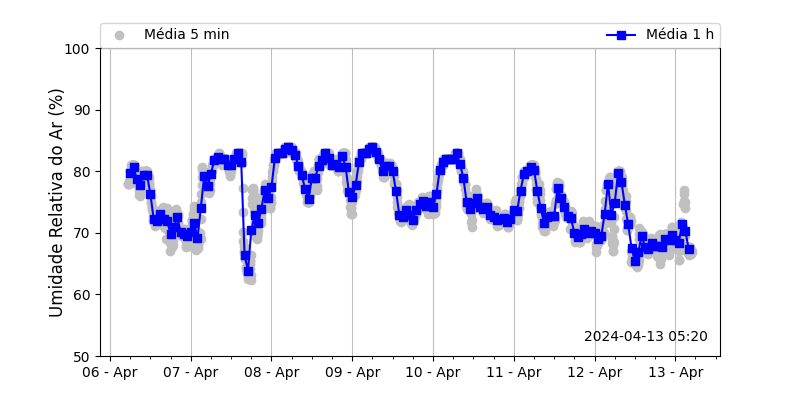 Média 5 min
Média 1 h
Umidade Relativa do Ar (%)
100
90
80
70
60
50
2024-04-13 05:20
06 - Apr
07 - Apr
08 - Apr
09 - Apr
10 - Apr
11 - Apr
12 - Apr
13 - Apr